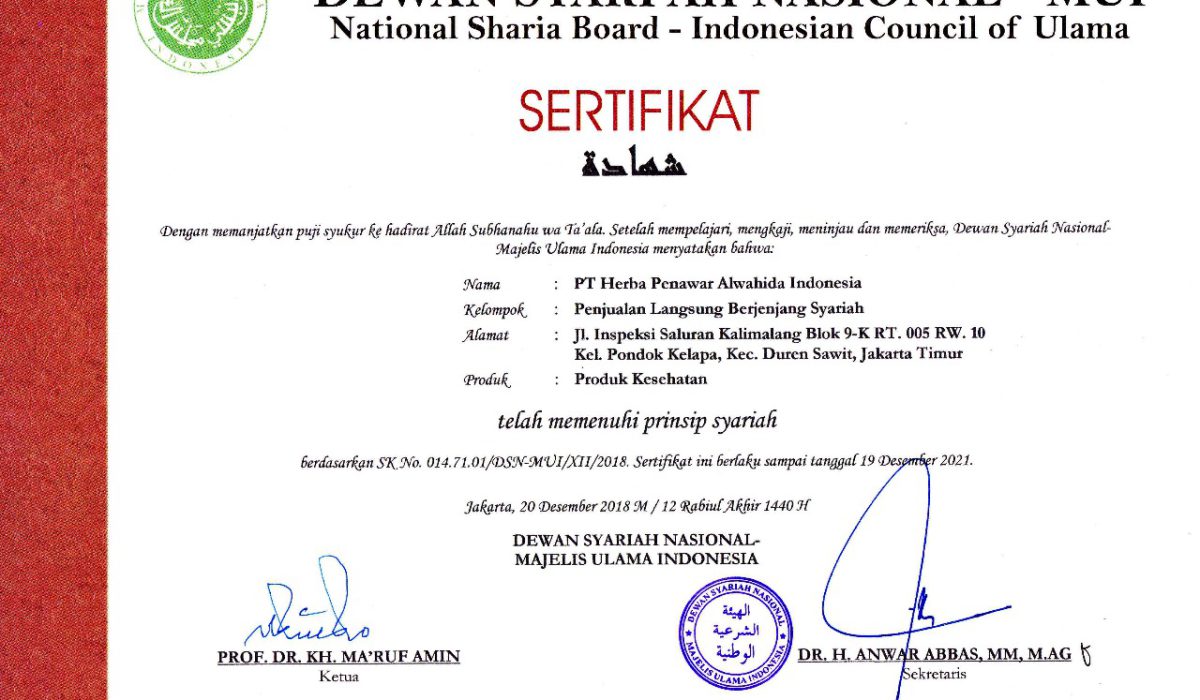 INDONESIA
DEWAN SYARI'AH NASIONAL - MUI
National Sharia Board - Indonesian Council of Ulama
SERTIFIKAT
شهادة
Dengan memanjatkan puji syukur ke hadirat Allah Subhanahu wa Ta'ala. Setelah mempelajari, mengkaji, meninjau dan memeriksa, Dewan Syariah Nasional-
Majelis Ulama Indonesia menyatakan bahwa:
Nama : PT Herba Penawar Alwahida Indonesia
Kelompok : Penjualan Langsung Berjenjang Syariah
Alamat : Jl. Inspeksi Saluran Kalimalang Blok 9-K RT. 005 RW. 10
Kel. Pondok Kelapa, Kec. Duren Sawit, Jakarta Timur
Produk : Produk Kesehatan
telah memenuhi prinsip syariah
berdasarkan SK No. 014.71.01/DSN-MUI/XII/2018. Sertifikat ini berlaku sampai tanggal 19 Desember 2021.
Jakarta, 20 Desember 2018 M / 12 Rabiul Akhir 1440 H
DEWAN SYARIAH NASIONAL-
MAJELIS ULAMA INDONESIA
DEWAN SYARIAH NASIONAL
الهيئة
الشرعية
الوطنية
MAJELIS ULAMA INDONESIA
PROF. DR. KH. MA'RUF AMIN
Ketua
DR. H. ANWAR ABBAS, MM, M.AG
Sekretaris